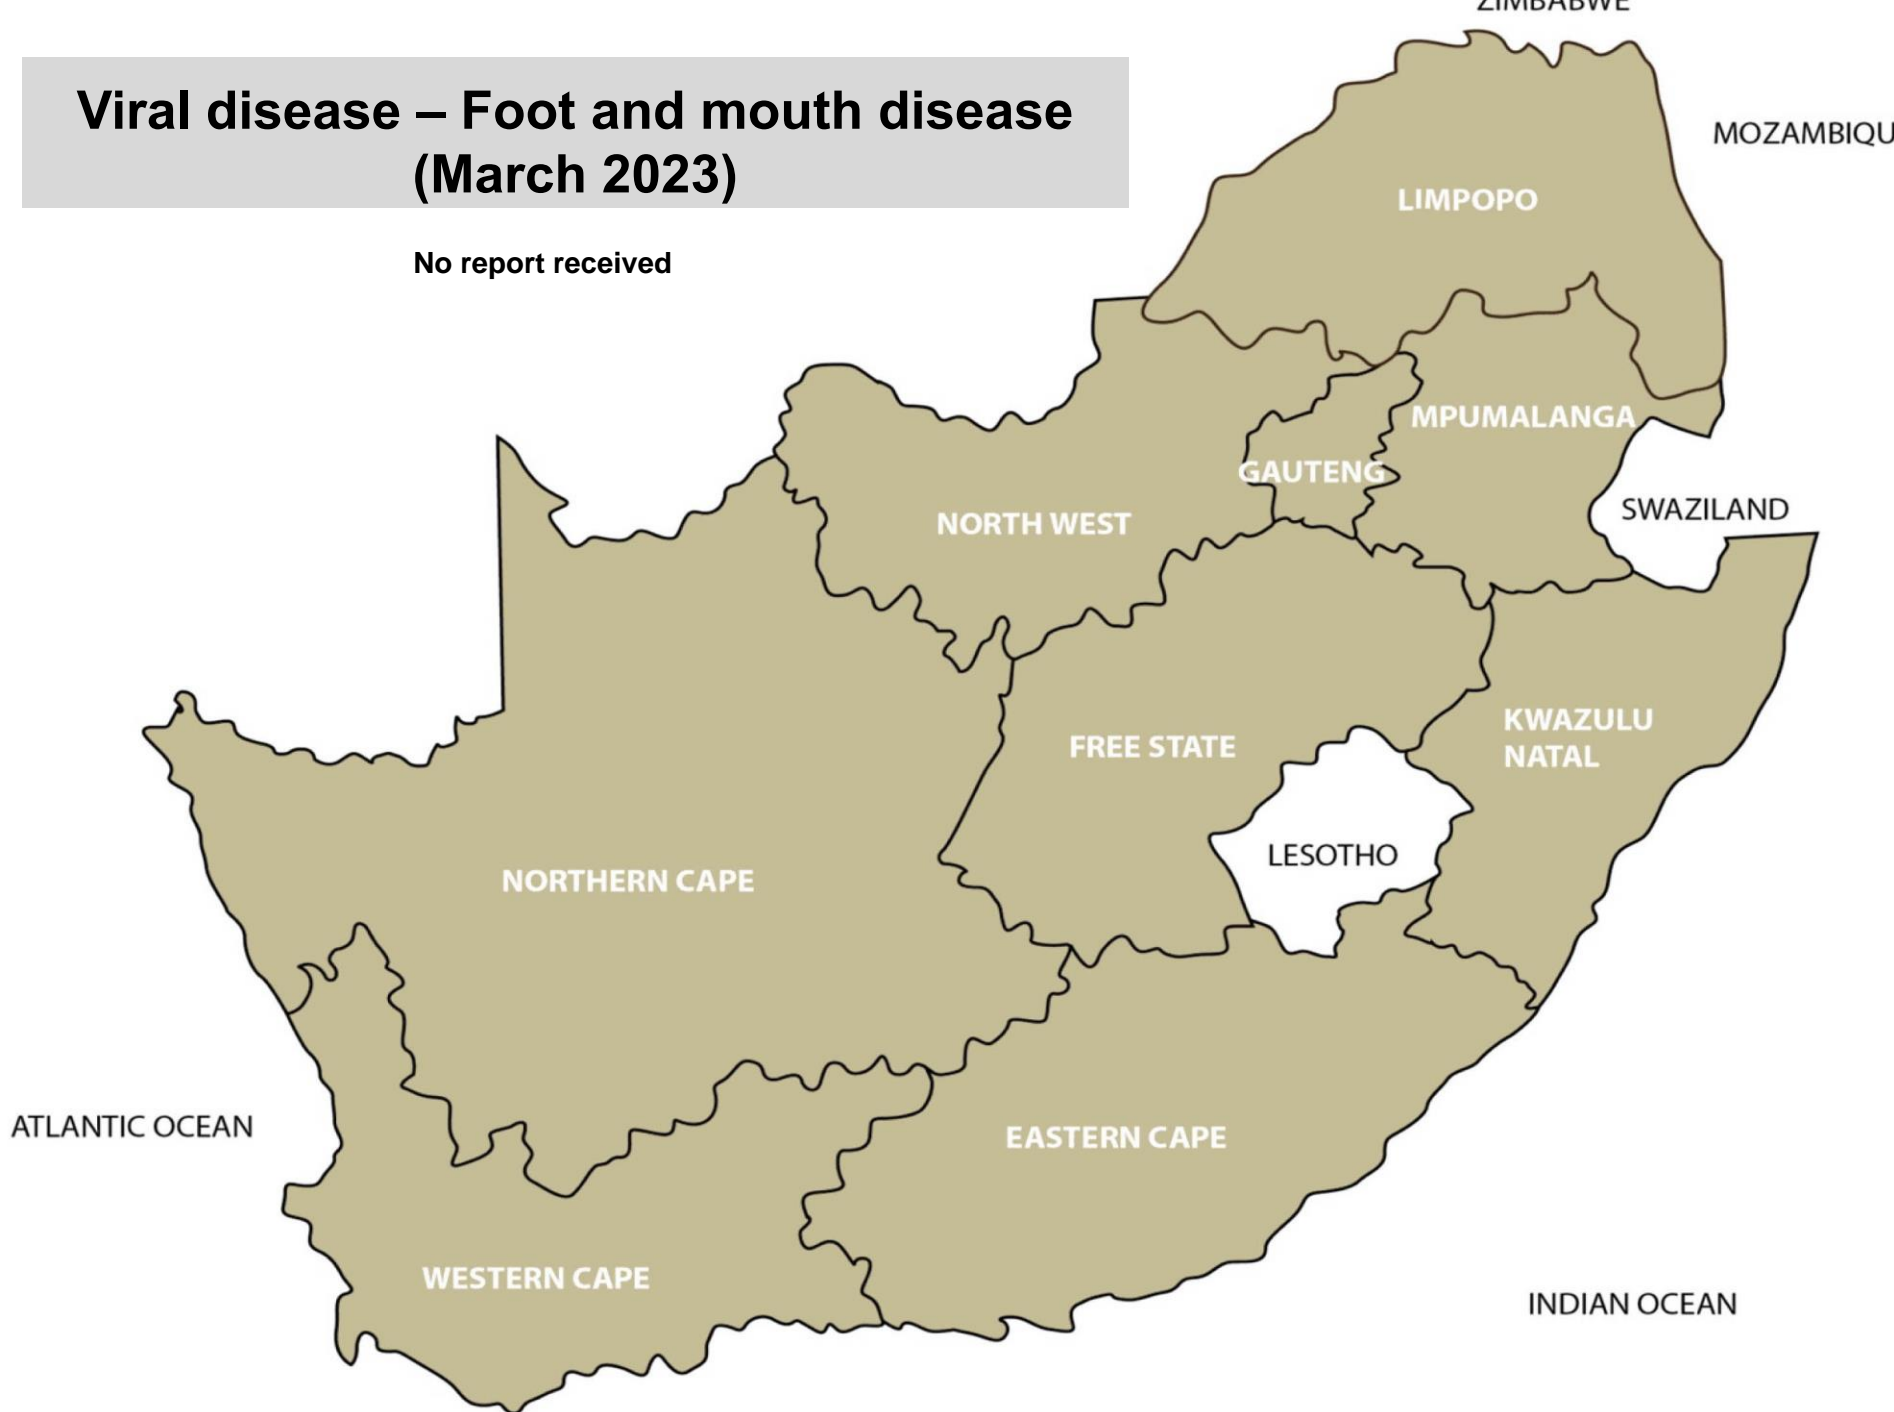 ZIMBABWE
Viral disease – Foot and mouth disease
(March 2023)
MOZAMBIQU
LIMPOPO
No report received
MPUMALANGA
GAUTENG
SWAZILAND
NORTH WEST
KWAZULU
NATAL
FREE STATE
LESOTHO
NORTHERN CAPE
ATLANTIC OCEAN
EASTERN CAPE
WESTERN CAPE
INDIAN OCEAN